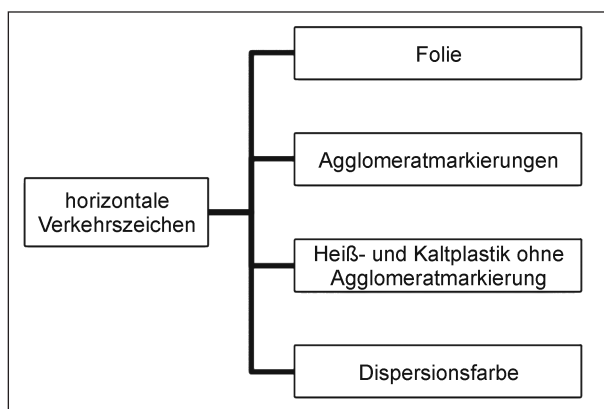 Folie
Agglomeratmarkierungen
horizontale
Verkehrszeichen
Heiß- und Kaltplastik ohne
Agglomeratmarkierung
Dispersionsfarbe